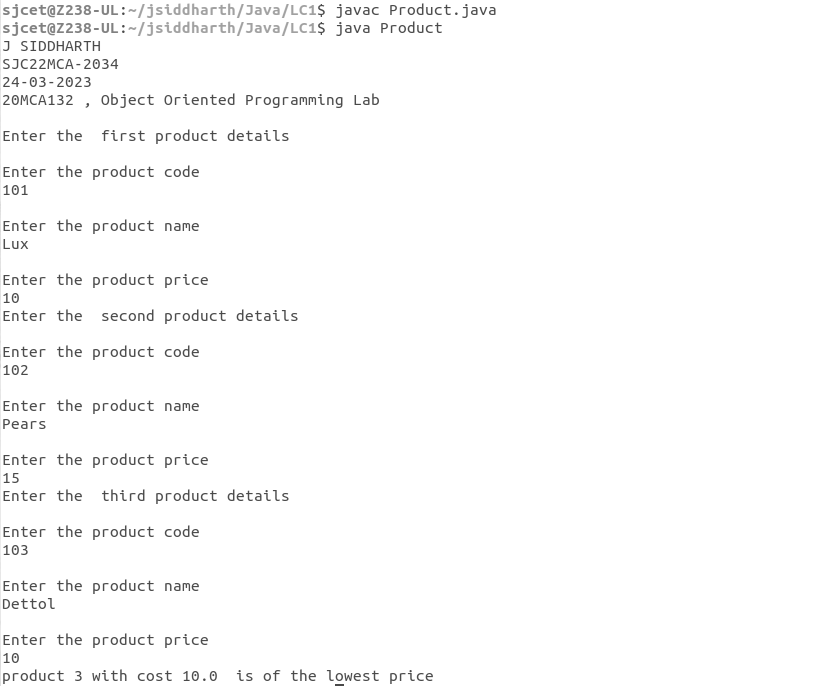 sjcet@Z238-UL:~/jsiddharth/Java/LC1$ javac Product.java
sjcet@Z238-UL:~/jsiddharth/Java/LC1$ java Product
J SIDDHARTH
SJC22MCA-2034
24-03-2023
20MCA132 , Object Oriented Programming Lab
Enter the  first product details
Enter the product code
101
Enter the product name
Lux
Enter the product price
10
Enter the  second product details
Enter the product code
102
Enter the product name
Pears
Enter the product price
15
Enter the  third product details
Enter the product code
103
Enter the product name
Dettol
Enter the product price
10
product 3 with cost 10.0  is of the lowest price